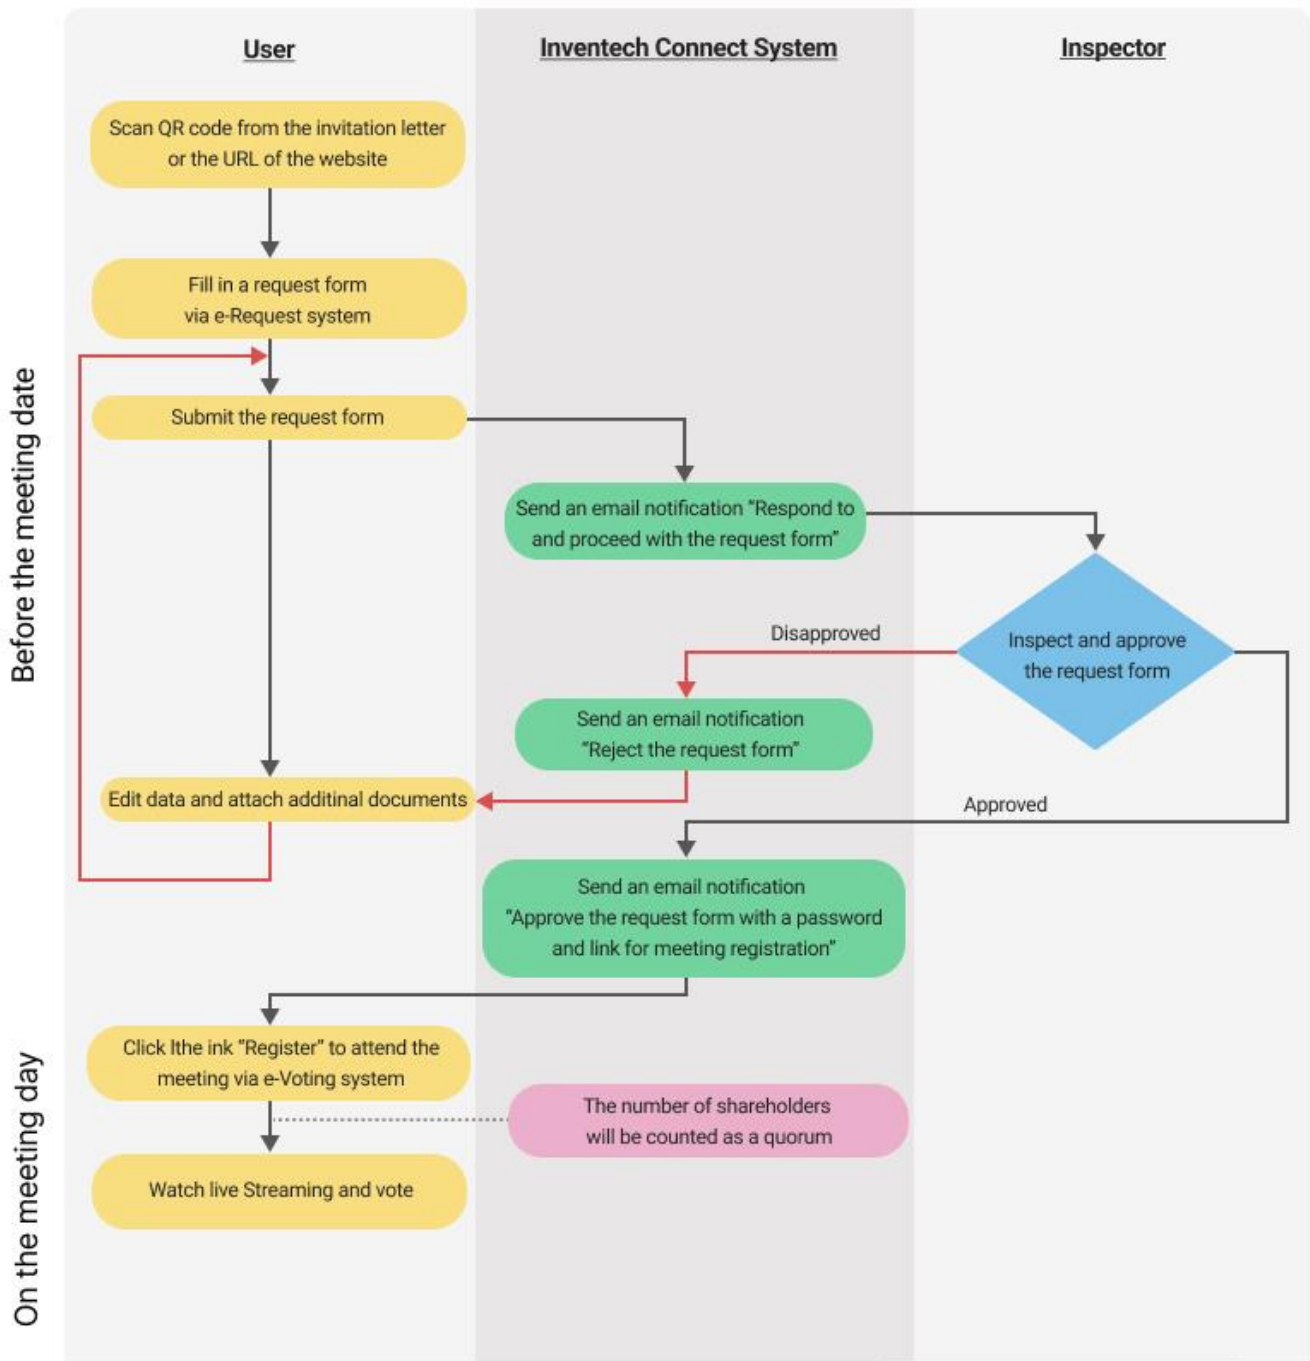 User
Inventech Connect System
Inspector
Scan QR code from the invitation letter
or the URL of the website
Fill in a request form
via e-Request system
Before the meeting date
Submit the request form
Send an email notification “Respond to
and proceed with the request form”
Inspect and approve
the request form
Disapproved
Send an email notification
“Reject the request form”
Edit data and attach additinal documents
Approved
Send an email notification
“Approve the request form with a password
and link for meeting registration”
On the meeting day
Click lthe ink “Register” to attend the
meeting via e-Voting system
The number of shareholders
will be counted as a quorum
Watch live Streaming and vote